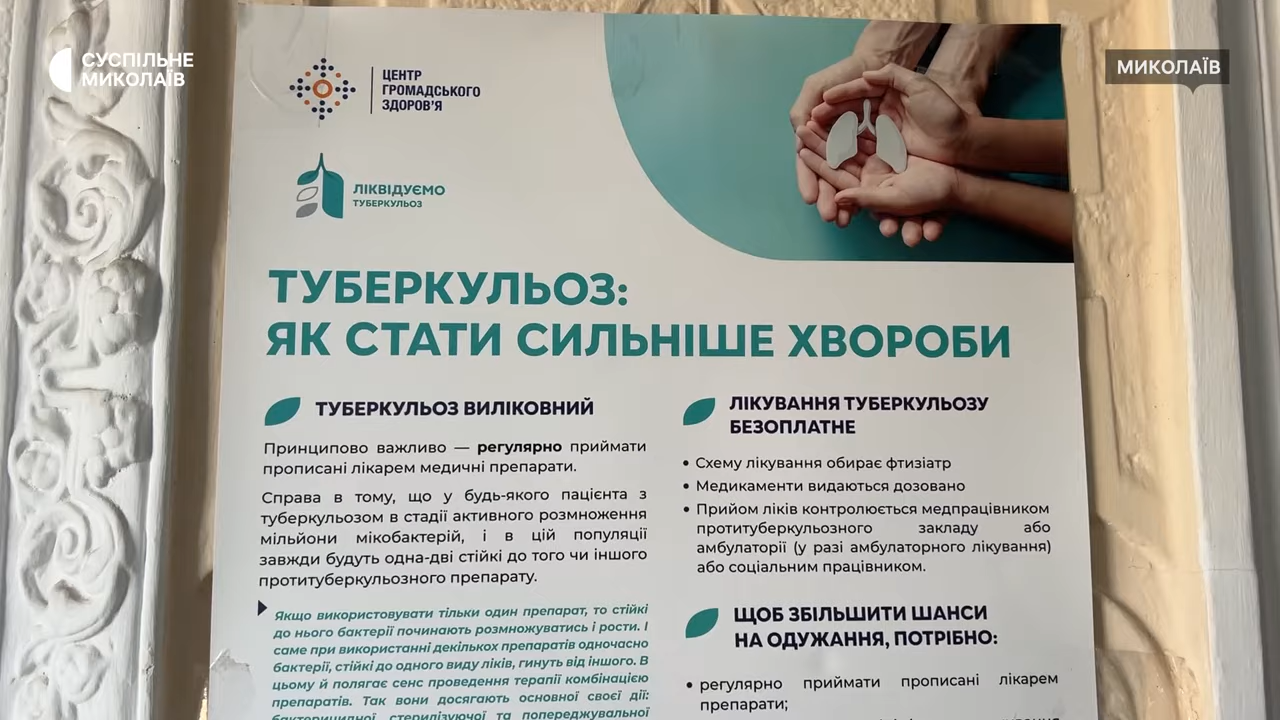 СУСПІЛЬНЕ
МИКОЛАЇВ
МИКОЛАЇВ
ЦЕНТР
ГРОМАДСЬКОГО
ЗДОРОВ'Я
ЛІКВІДУЄМО
ТУБЕРКУЛЬОЗ
ТУБЕРКУЛЬОЗ:
ЯК СТАТИ СИЛЬНІШЕ ХВОРОБИ
ТУБЕРКУЛЬОЗ ВИЛІКОВНИЙ
Принципово важливо — регулярно приймати
прописані лікарем медичні препарати.
Справа в тому, що у будь-якого пацієнта з
туберкульозом в стадії активного розмноження
мільйони мікобактерій, і в цій популяції
завжди будуть одна-дві стійкі до того чи іншого
протитуберкульозного препарату.
Якщо використовувати тільки один препарат, то стійкі
до нього бактерії починають розмножуватись і рости. І
саме при використанні декількох препаратів одночасно
бактерії, стійкі до одного виду ліків, гинуть від іншого. В
цьому й полягає сенс проведення терапії комбінацією
препаратів. Так вони досягають основної своєї дії:
бактерицидної, стерилізуючої та попереджувальної
ЛІКУВАННЯ ТУБЕРКУЛЬОЗУ
БЕЗОПЛАТНЕ
• Схему лікування обирає фтизіатр
• Медикаменти видаються дозовано
• Прийом ліків контролюється медпрацівником
протитуберкульозного закладу або
амбулаторії (у разі амбулаторного лікування)
або соціальним працівником.
ЩОБ ЗБІЛЬШИТИ ШАНСИ
НА ОДУЖАННЯ, ПОТРІБНО:
• регулярно приймати прописані лікарем
препарати;